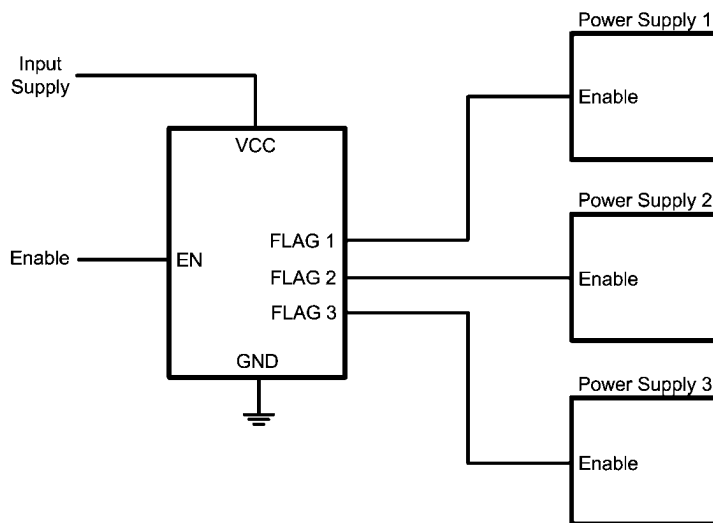 Power Supply 1
Input
Supply
Enable
VCC
Power Supply 2
FLAG 1
Enable
EN
FLAG 2
Enable
FLAG 3
GND
Power Supply 3
Enable